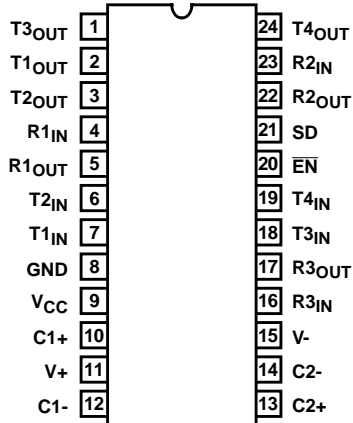 T3OUT 1 24 T4OUT
T1OUT 2 23 R2IN
T2OUT 3 22 R2OUT
R1IN 4 21 SD
R1OUT 5 20 E̅N̅
T2IN 6 19 T4IN
T1IN 7 18 T3IN
GND 8 17 R3OUT
VCC 9 16 R3IN
C1+ 10 15 V-
V+ 11 14 C2-
C1- 12 13 C2+